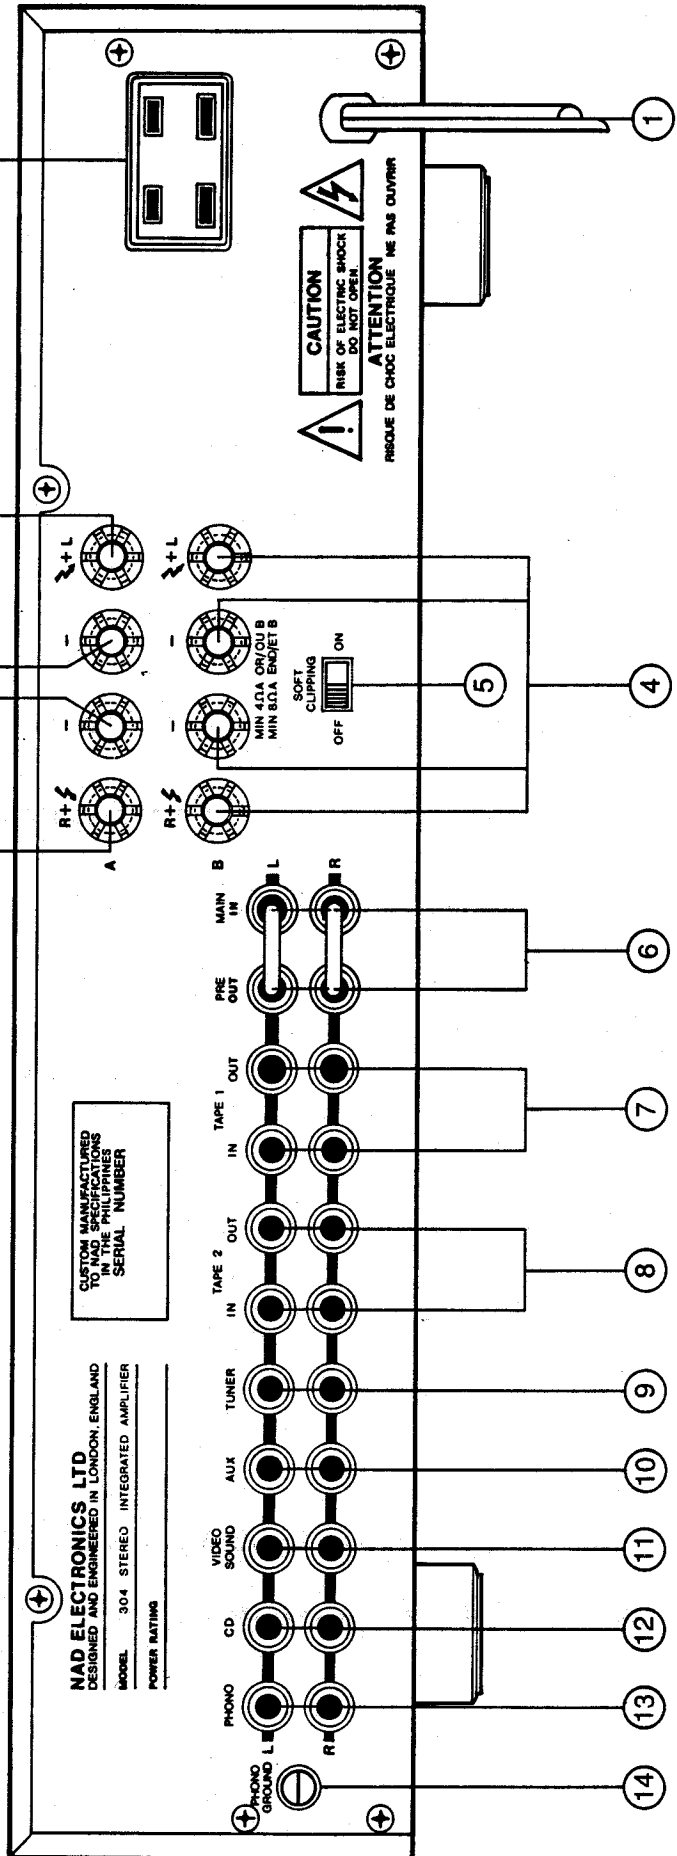 NAD ELECTRONICS LTD
DESIGNED AND ENGINEERED IN LONDON, ENGLAND
MODEL 304 STEREO INTEGRATED AMPLIFIER
POWER RATING
CUSTOM MANUFACTURED
TO NAD SPECIFICATIONS
IN THE PHILIPPINES
SERIAL NUMBER
R+ - - + L
A
R+ - - + L
B
MIN 4ΩA OR/OU B
MIN 8ΩA END/ET B
SOFT
CLIPPING
OFF ON
CAUTION
RISK OF ELECTRIC SHOCK
DO NOT OPEN.
!
ATTENTION
RISQUE DE CHOC ELECTRIQUE NE PAS OUVRIR
PHONO
GROUND
PHONO
CD
VIDEO
SOUND
AUX
TUNER
TAPE 2
IN OUT
TAPE 1
IN OUT
PRE
OUT
MAIN
IN
L L
R R
14
13
12
11
10
9
8
7
6
5
4
1